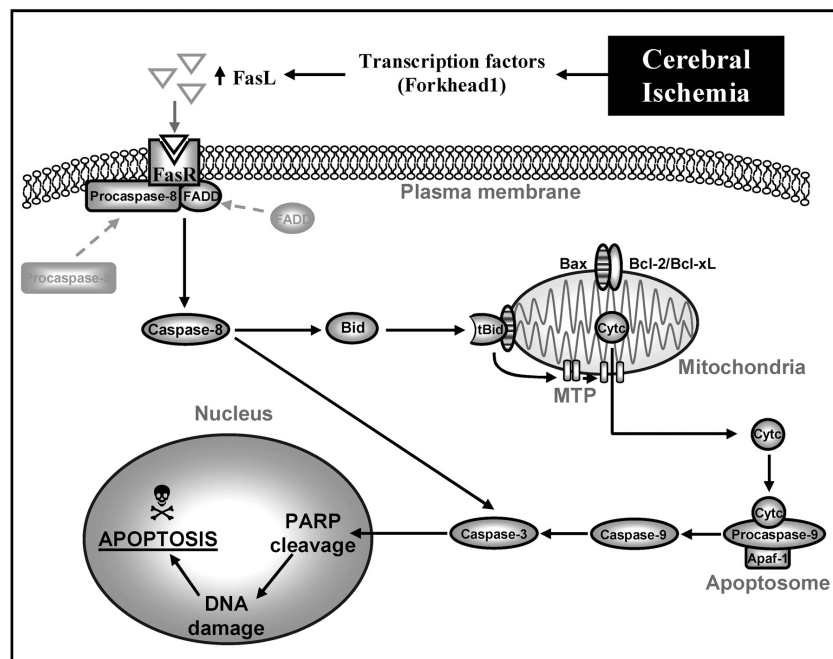 Cerebral
Ischemia
Transcription factors
(Forkhead1)
FasL
FasR
Plasma membrane
Procaspase-8
FADD
FADD
Procaspase-8
Bax
Bcl-2/Bcl-xL
Caspase-8
Bid
tBid
Cytc
Mitochondria
MTP
Nucleus
Cytc
Cytc
APOPTOSIS
PARP
cleavage
Caspase-3
Caspase-9
Procaspase-9
Apaf-1
Apoptosome
DNA
damage